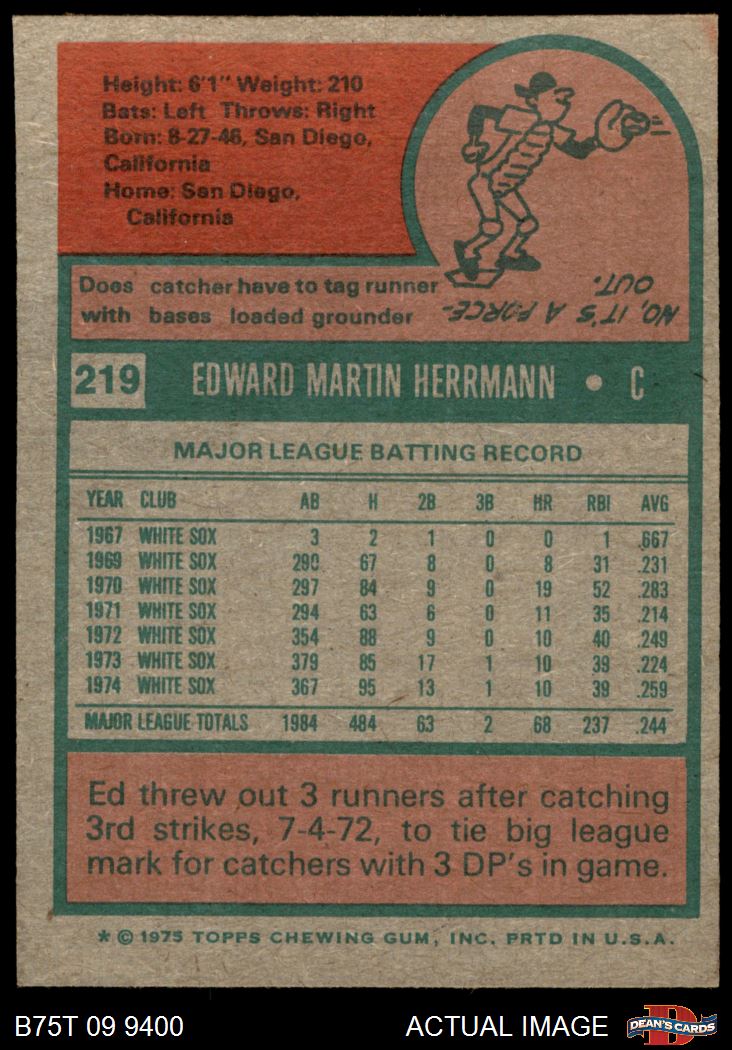 Height: 6'1" Weight: 210
Bats: Left Throws: Right
Born: 8-27-46, San Diego,
California
Home: San Diego,
California
Does catcher have to tag runner
with bases loaded grounder
NO, IT'S A FORCE-
OUT.
219 EDWARD MARTIN HERRMANN • C
MAJOR LEAGUE BATTING RECORD
YEAR CLUB AB H 2B 3B HR RBI AVG
1967 WHITE SOX 3 2 1 0 0 1 .667
1969 WHITE SOX 290 67 8 0 8 31 .231
1970 WHITE SOX 297 84 9 0 19 52 .283
1971 WHITE SOX 294 63 6 0 11 35 .214
1972 WHITE SOX 354 88 9 0 10 40 .249
1973 WHITE SOX 379 85 17 1 10 39 .224
1974 WHITE SOX 367 95 13 1 10 39 .259
MAJOR LEAGUE TOTALS 1984 484 63 2 68 237 .244
Ed threw out 3 runners after catching
3rd strikes, 7-4-72, to tie big league
mark for catchers with 3 DP's in game.
* © 1975 TOPPS CHEWING GUM, INC. PRTD IN U.S.A.
B75T 09 9400 ACTUAL IMAGE DEAN'S CARDS